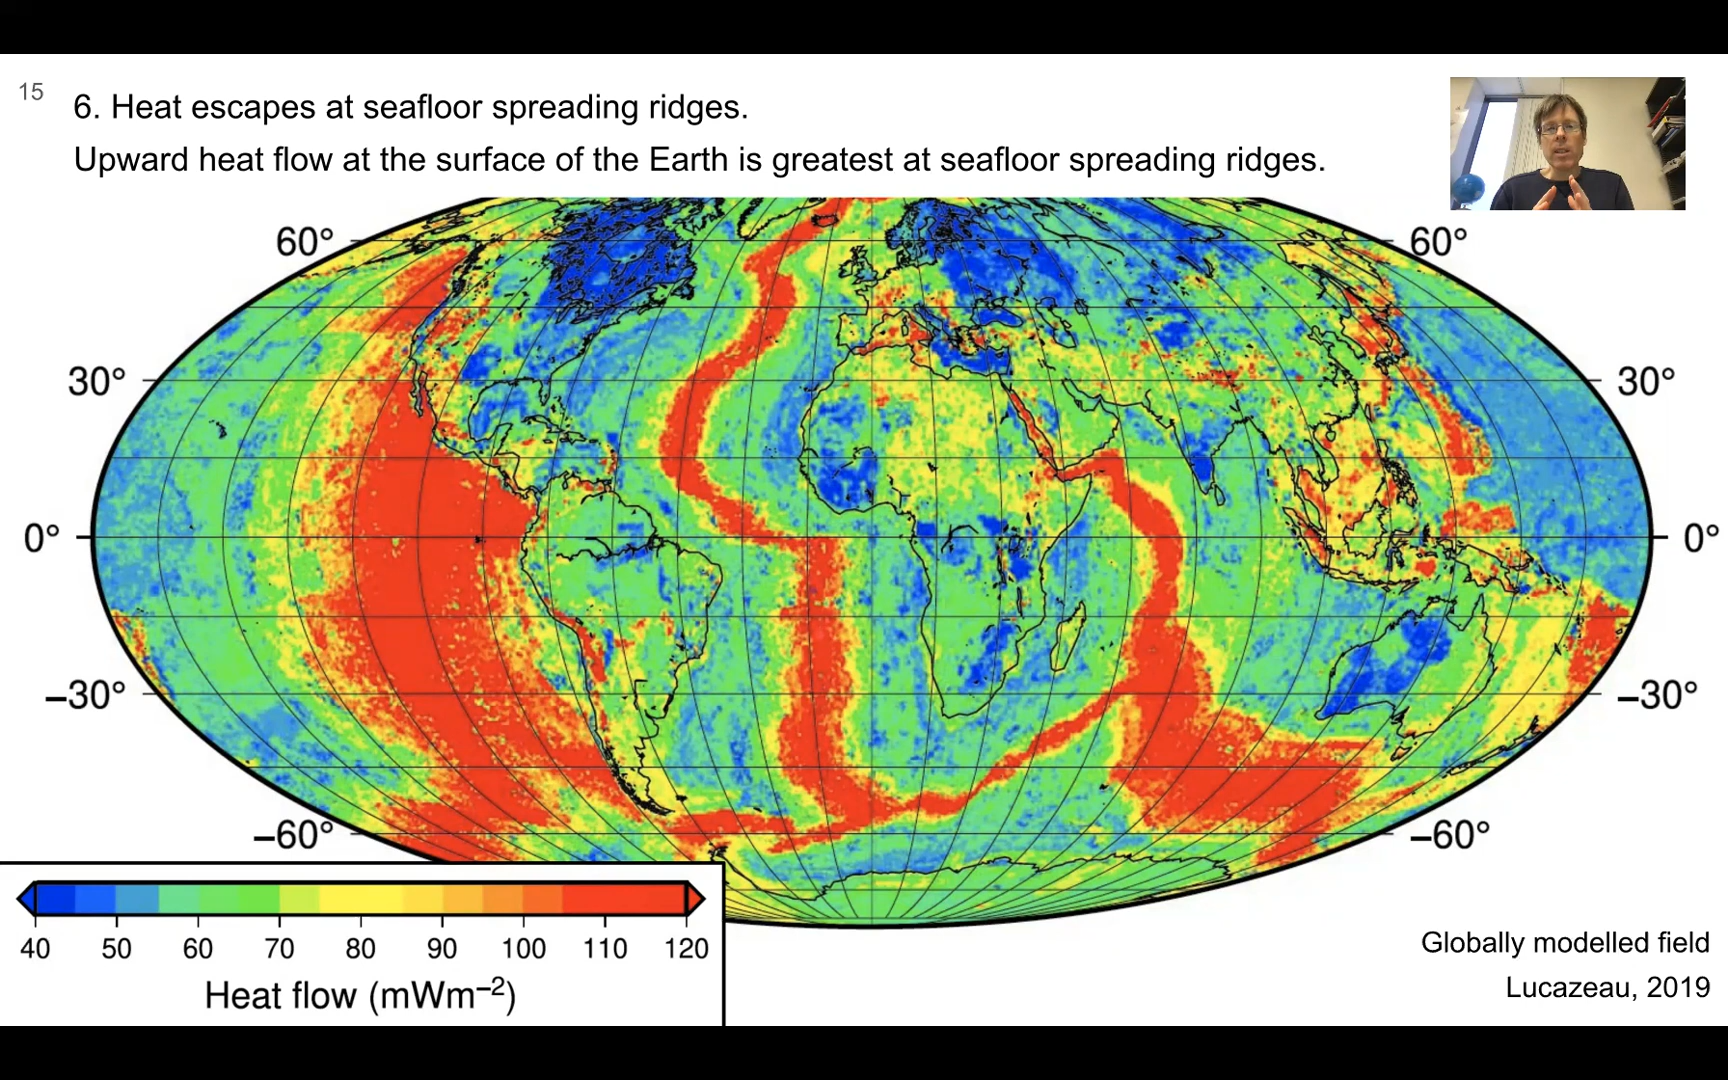 15
6. Heat escapes at seafloor spreading ridges.
Upward heat flow at the surface of the Earth is greatest at seafloor spreading ridges.
60° 60°
30° 30°
0° 0°
−30° −30°
−60° −60°
40 50 60 70 80 90 100 110 120
Heat flow (mWm−2)
Globally modelled field
Lucazeau, 2019